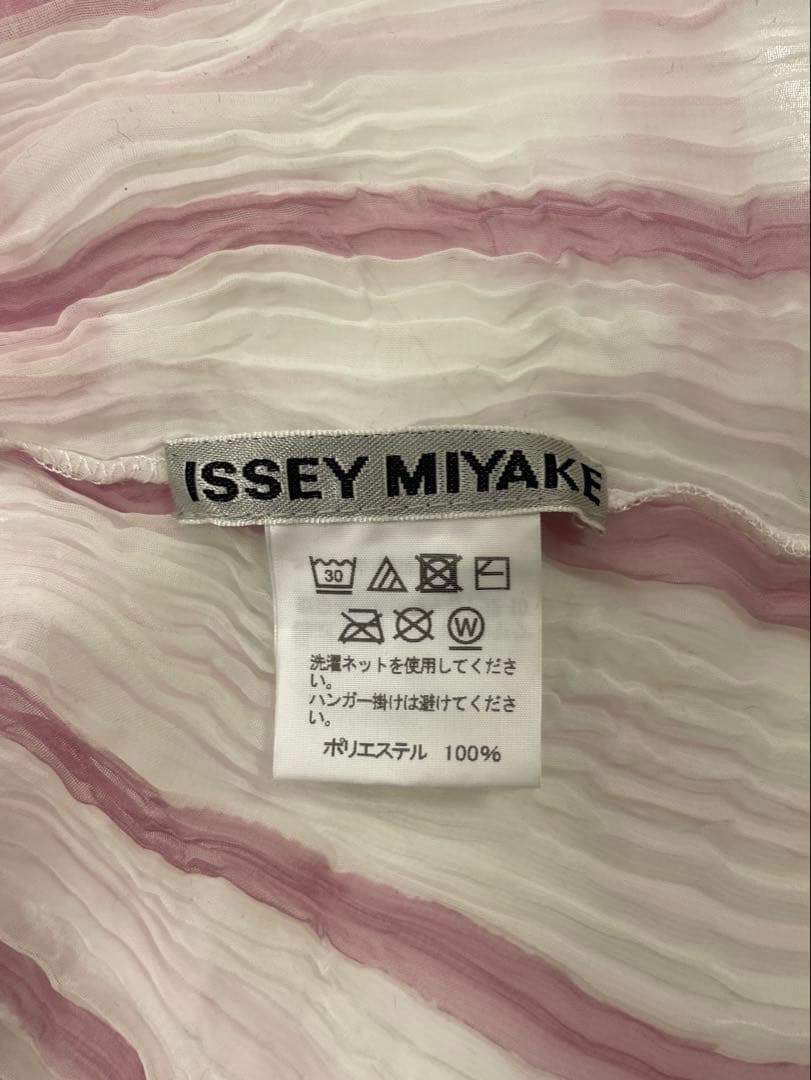 ISSEY MIYAKE
30
W
洗濯ネットを使用してくださ
い。
ハンガー掛けは避けてくださ
い。
ポリエステル 100%